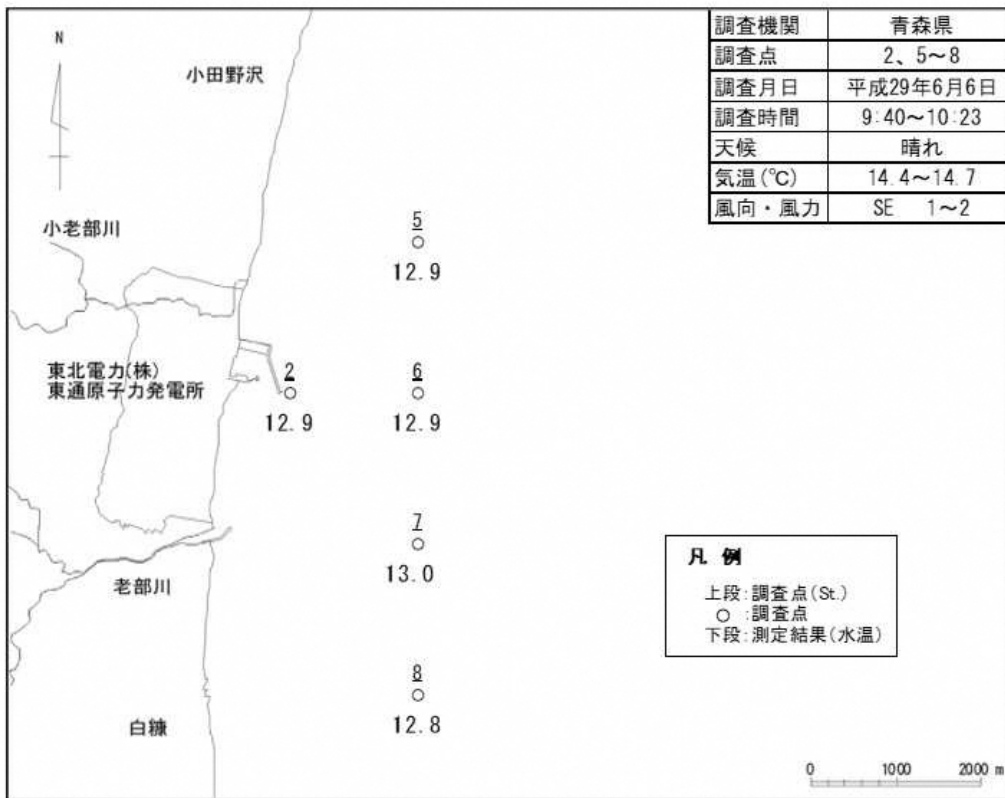 調査機関 青森県
調査点 2、5～8
調査月日 平成29年6月6日
調査時間 9:40～10:23
天候 晴れ
気温(℃) 14.4～14.7
風向・風力 SE 1～2
N
小田野沢
小老部川
5
12.9
東北電力(株)
東通原子力発電所
2
12.9
6
12.9
7
13.0
老部川
凡 例
上段:調査点(St.)
○ :調査点
下段:測定結果(水温)
8
12.8
白糠
0 1000 2000 m